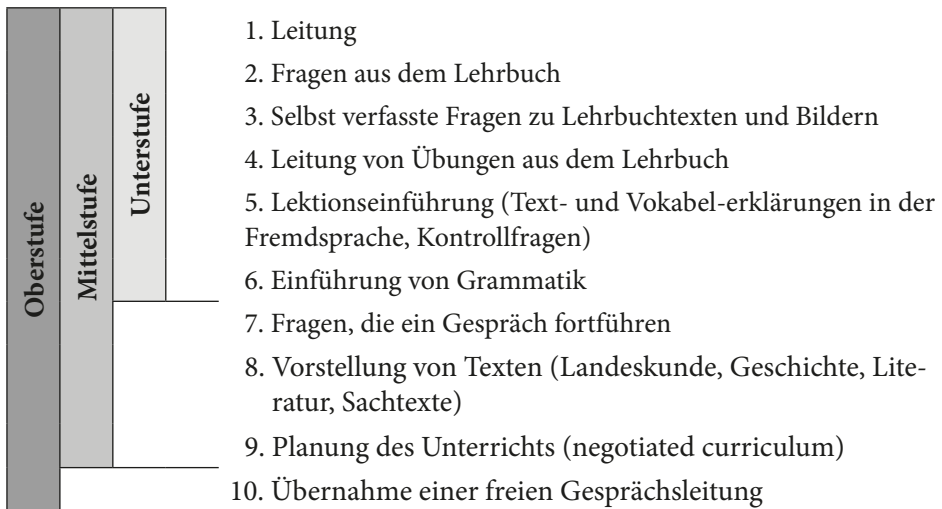 Oberstufe
Mittelstufe
Unterstufe
1. Leitung
2. Fragen aus dem Lehrbuch
3. Selbst verfasste Fragen zu Lehrbuchtexten und Bildern
4. Leitung von Übungen aus dem Lehrbuch
5. Lektionseinführung (Text- und Vokabel-erklärungen in der
Fremdsprache, Kontrollfragen)
6. Einführung von Grammatik
7. Fragen, die ein Gespräch fortführen
8. Vorstellung von Texten (Landeskunde, Geschichte, Lite-
ratur, Sachtexte)
9. Planung des Unterrichts (negotiated curriculum)
10. Übernahme einer freien Gesprächsleitung